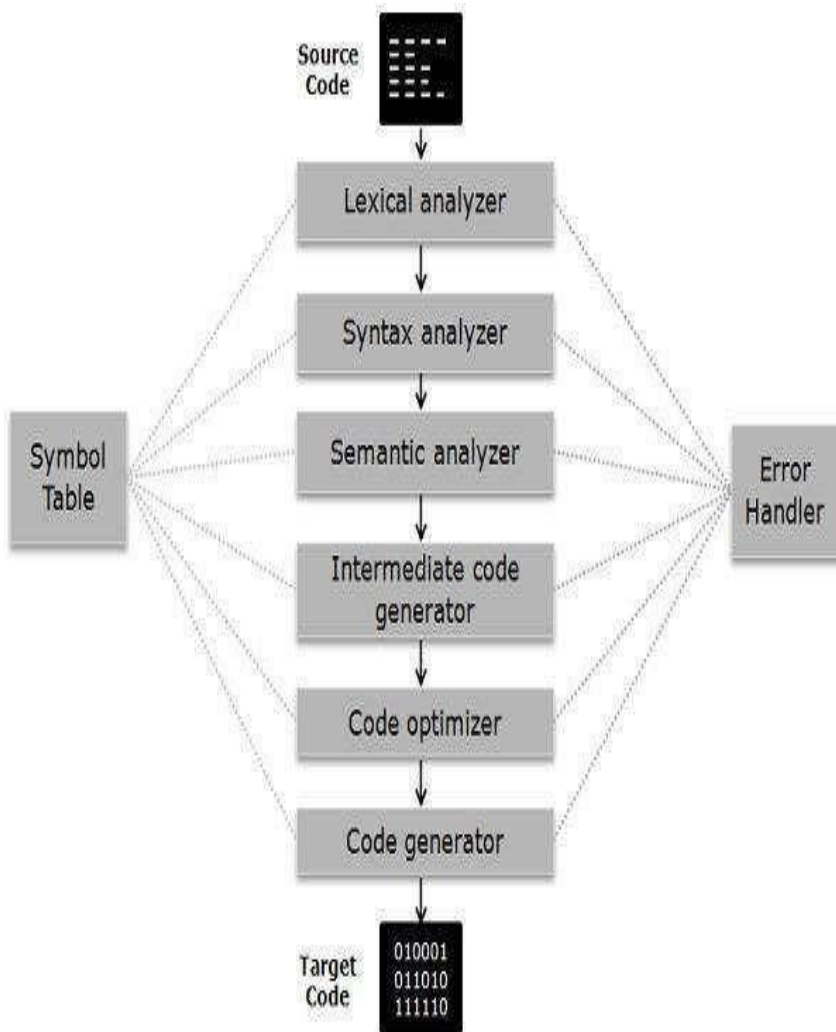 Source
Code
Lexical analyzer
Syntax analyzer
Semantic analyzer
Symbol
Table
Error
Handler
Intermediate code
generator
Code optimizer
Code generator
Target
Code
010001
011010
111110